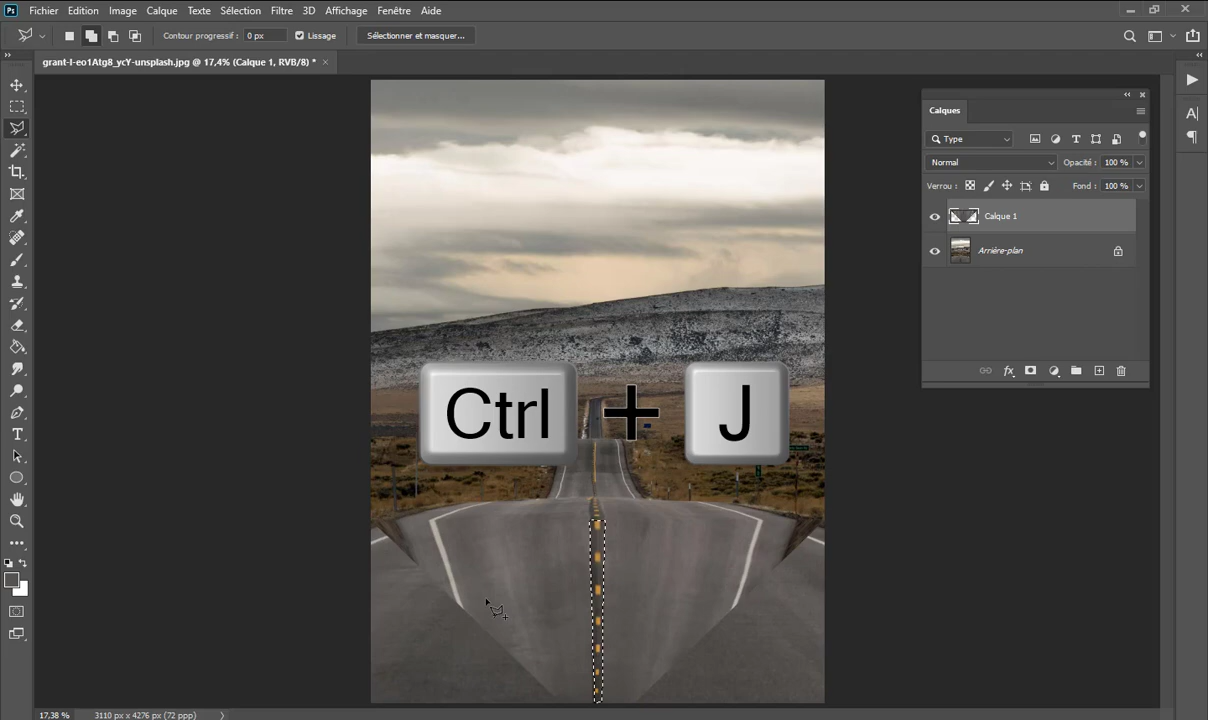 Ps
Fichier Edition Image Calque Texte Sélection Filtre 3D Affichage Fenêtre Aide
Contour progressif : 0 px Lissage Sélectionner et masquer...
grant-l-eo1Atg8_ycY-unsplash.jpg @ 17,4% (Calque 1, RVB/8) * ×
Calques
Type
Normal Opacité : 100 %
Verrou : Fond : 100 %
Calque 1
Arrière-plan
fx
Ctrl + J
17,38 % 3110 px x 4276 px (72 ppp)